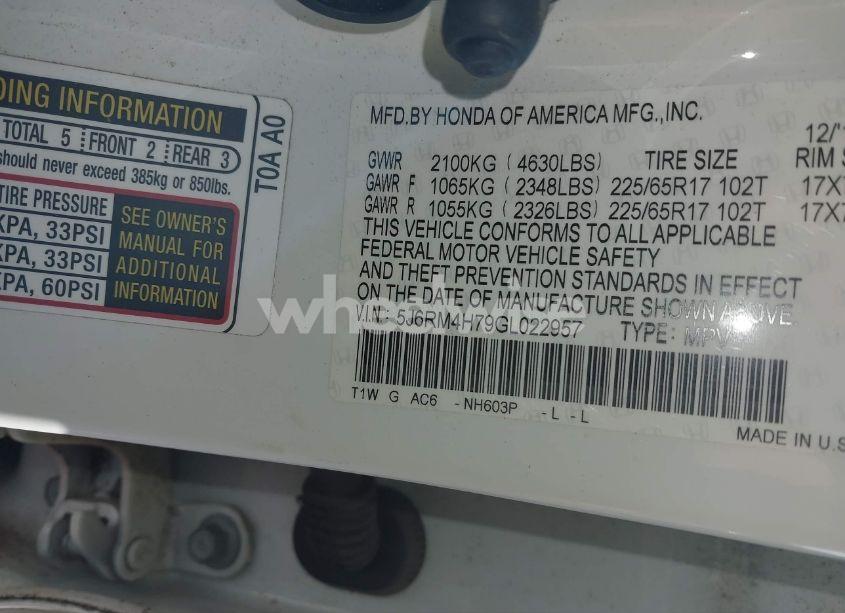 DING INFORMATION
TOTAL 5 FRONT 2 REAR 3
should never exceed 385kg or 850lbs.
TIRE PRESSURE
KPA, 33PSI
KPA, 33PSI
KPA, 60PSI
SEE OWNER'S
MANUAL FOR
ADDITIONAL
INFORMATION
T0A A0
MFD.BY HONDA OF AMERICA MFG.,INC.
12/
GVWR 2100KG ( 4630LBS) TIRE SIZE RIM S
GAWR F 1065KG ( 2348LBS) 225/65R17 102T 17X7
GAWR R 1055KG ( 2326LBS) 225/65R17 102T 17X7
THIS VEHICLE CONFORMS TO ALL APPLICABLE
FEDERAL MOTOR VEHICLE SAFETY
AND THEFT PREVENTION STANDARDS IN EFFECT
ON THE DATE OF MANUFACTURE SHOWN ABOVE.
V.I.N.: 5J6RM4H79GL022957 TYPE: MPV
T1W G AC6 -NH603P -L -L
MADE IN U.S